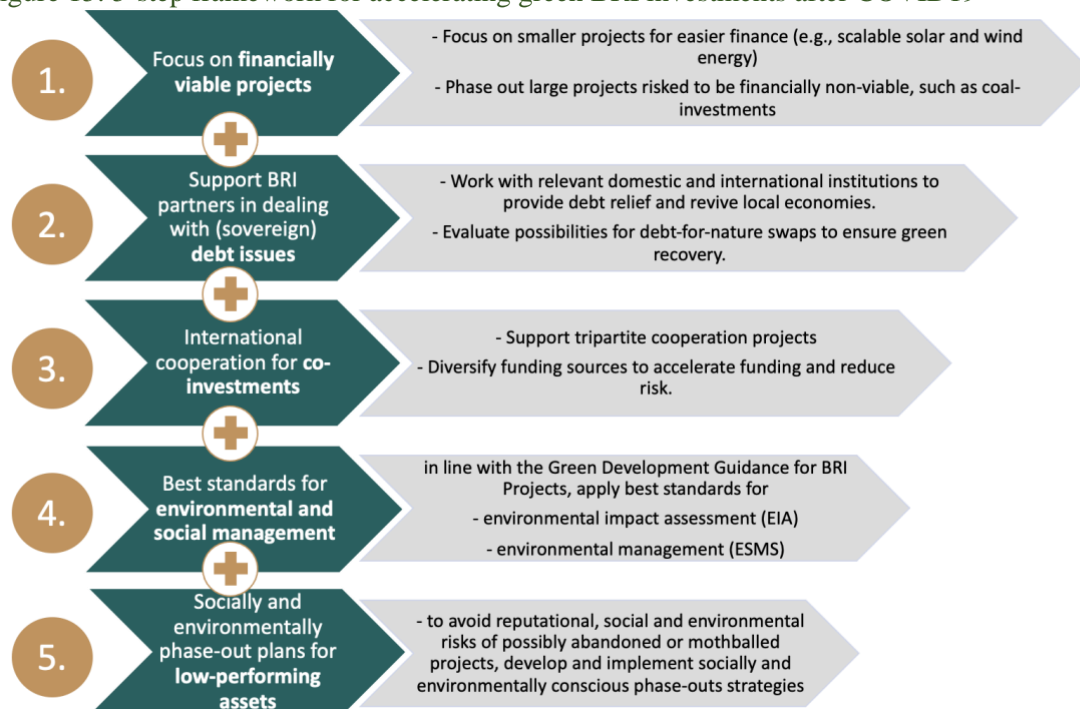 1.
Focus on financially
viable projects
- Focus on smaller projects for easier finance (e.g., scalable solar and wind
energy)
- Phase out large projects risked to be financially non-viable, such as coal-
investments
2.
Support BRI
partners in dealing
with (sovereign)
debt issues
- Work with relevant domestic and international institutions to
provide debt relief and revive local economies.
- Evaluate possibilities for debt-for-nature swaps to ensure green
recovery.
3.
International
cooperation for co-
investments
- Support tripartite cooperation projects
- Diversify funding sources to accelerate funding and reduce
risk.
4.
Best standards for
environmental and
social management
in line with the Green Development Guidance for BRI
Projects, apply best standards for
- environmental impact assessment (EIA)
- environmental management (ESMS)
5.
Socially and
environmentally
phase-out plans for
low-performing
assets
- to avoid reputational, social and environmental
risks of possibly abandoned or mothballed
projects, develop and implement socially and
environmentally conscious phase-outs strategies